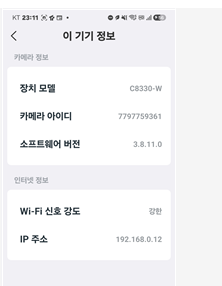 KT 23:11
이 기기 정보
카메라 정보
장치 모델 C8330-W
카메라 아이디 7797759361
소프트웨어 버전 3.8.11.0
인터넷 정보
Wi-Fi 신호 강도 강한
IP 주소 192.168.0.12